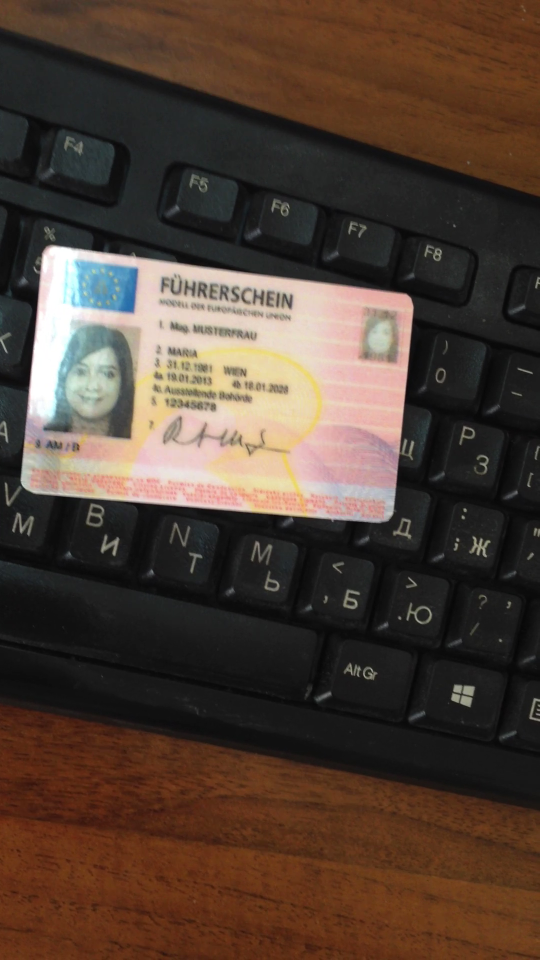 F4
F5
F6
F7
F8
%
5
FÜHRERSCHEIN
MODELL DER EUROPÄISCHEN UNION
1. Mag. MUSTERFRAU
2. MARIA
3. 31.12.1981 WIEN
4a. 19.01.2013 4b. 18.01.2028
4c. Ausstellende Behörde
5. 12345678
7.
9. AM / B
)
0
_
K
A
Щ
P
З
[
V
М
B
И
N
Т
M
Ь
<
, Б
>
. Ю
Д
:
; Ж
"
? ,
/ .
Alt Gr